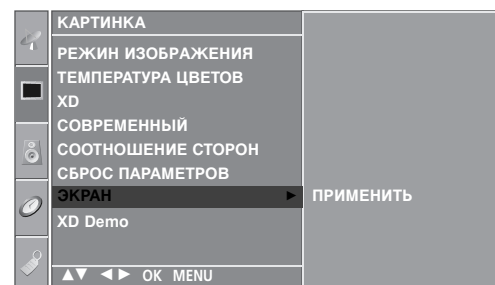 КАРТИНКА
РЕЖИН ИЗОБРАЖЕНИЯ
ТЕМПЕРАТУРА ЦВЕТОВ
XD
СОВРЕМЕННЫЙ
СООТНОШЕНИЕ СТОРОН
СБРОС ПАРАМЕТРОВ
ЭКРАН ► ПРИМЕНИТЬ
XD Demo
▲▼ ◄► OK MENU